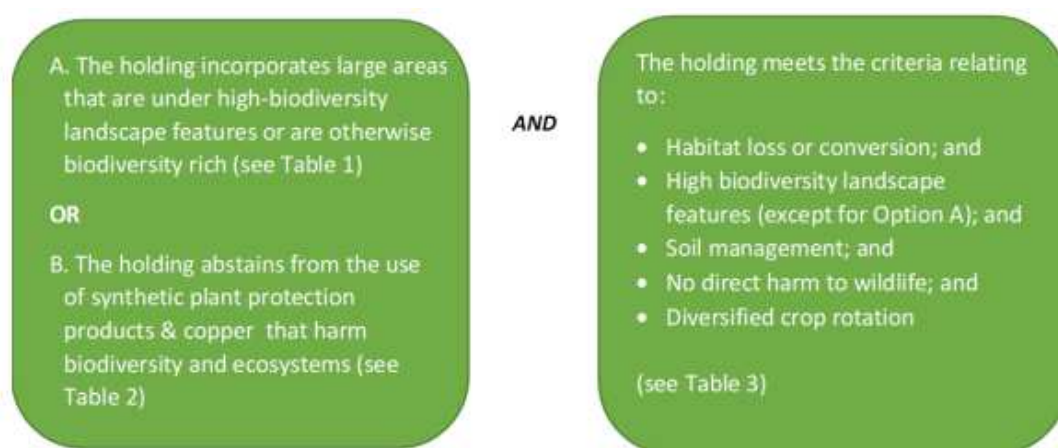 A. The holding incorporates large areas
that are under high-biodiversity
landscape features or are otherwise
biodiversity rich (see Table 1)
OR
B. The holding abstains from the use
of synthetic plant protection
products & copper that harm
biodiversity and ecosystems (see
Table 2)
AND
The holding meets the criteria relating
to:
• Habitat loss or conversion; and
• High biodiversity landscape
features (except for Option A); and
• Soil management; and
• No direct harm to wildlife; and
• Diversified crop rotation
(see Table 3)